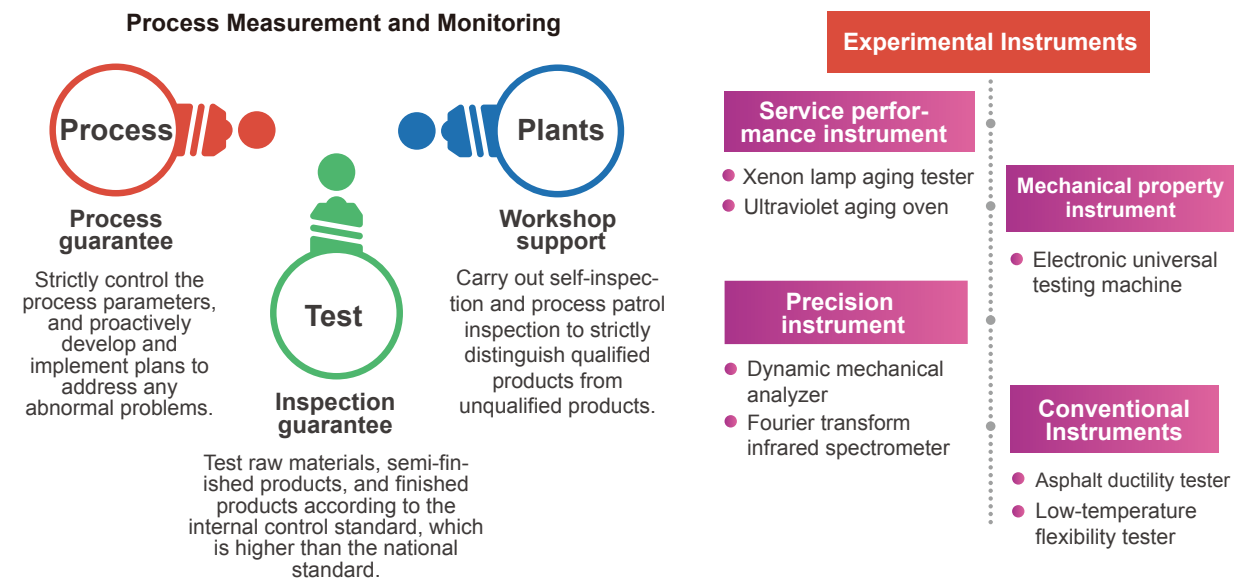 Process Measurement and Monitoring
Process
Process
guarantee
Strictly control the
process parameters,
and proactively
develop and
implement plans to
address any
abnormal problems.
Test
Inspection
guarantee
Test raw materials, semi-fin-
ished products, and finished
products according to the
internal control standard, which
is higher than the national
standard.
Plants
Workshop
support
Carry out self-inspec-
tion and process patrol
inspection to strictly
distinguish qualified
products from
unqualified products.
Experimental Instruments
Service perfor-
mance instrument
Xenon lamp aging tester
Ultraviolet aging oven
Mechanical property
instrument
Electronic universal
testing machine
Precision
instrument
Dynamic mechanical
analyzer
Fourier transform
infrared spectrometer
Conventional
Instruments
Asphalt ductility tester
Low-temperature
flexibility tester